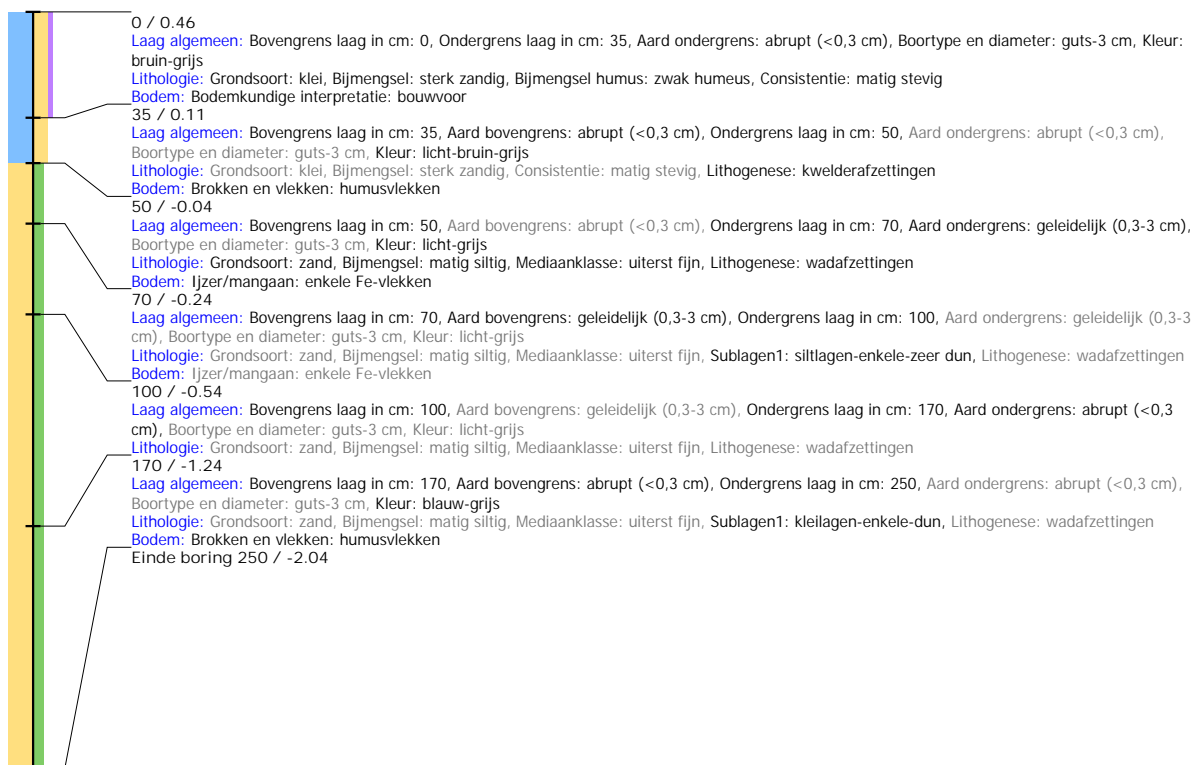 0 / 0.46
Laag algemeen: Bovengrens laag in cm: 0, Ondergrens laag in cm: 35, Aard ondergrens: abrupt (<0,3 cm), Boortype en diameter: guts-3 cm, Kleur:
bruin-grijs
Lithologie: Grondsoort: klei, Bijmengsel: sterk zandig, Bijmengsel humus: zwak humeus, Consistentie: matig stevig
Bodem: Bodemkundige interpretatie: bouwvoor
35 / 0.11
Laag algemeen: Bovengrens laag in cm: 35, Aard bovengrens: abrupt (<0,3 cm), Ondergrens laag in cm: 50, Aard ondergrens: abrupt (<0,3 cm),
Boortype en diameter: guts-3 cm, Kleur: licht-bruin-grijs
Lithologie: Grondsoort: klei, Bijmengsel: sterk zandig, Consistentie: matig stevig, Lithogenese: kwelderafzettingen
Bodem: Brokken en vlekken: humusvlekken
50 / -0.04
Laag algemeen: Bovengrens laag in cm: 50, Aard bovengrens: abrupt (<0,3 cm), Ondergrens laag in cm: 70, Aard ondergrens: geleidelijk (0,3-3 cm),
Boortype en diameter: guts-3 cm, Kleur: licht-grijs
Lithologie: Grondsoort: zand, Bijmengsel: matig siltig, Mediaanklasse: uiterst fijn, Lithogenese: wadafzettingen
Bodem: Ijzer/mangaan: enkele Fe-vlekken
70 / -0.24
Laag algemeen: Bovengrens laag in cm: 70, Aard bovengrens: geleidelijk (0,3-3 cm), Ondergrens laag in cm: 100, Aard ondergrens: geleidelijk (0,3-3
cm), Boortype en diameter: guts-3 cm, Kleur: licht-grijs
Lithologie: Grondsoort: zand, Bijmengsel: matig siltig, Mediaanklasse: uiterst fijn, Sublagen1: siltlagen-enkele-zeer dun, Lithogenese: wadafzettingen
Bodem: Ijzer/mangaan: enkele Fe-vlekken
100 / -0.54
Laag algemeen: Bovengrens laag in cm: 100, Aard bovengrens: geleidelijk (0,3-3 cm), Ondergrens laag in cm: 170, Aard ondergrens: abrupt (<0,3
cm), Boortype en diameter: guts-3 cm, Kleur: licht-grijs
Lithologie: Grondsoort: zand, Bijmengsel: matig siltig, Mediaanklasse: uiterst fijn, Lithogenese: wadafzettingen
170 / -1.24
Laag algemeen: Bovengrens laag in cm: 170, Aard bovengrens: abrupt (<0,3 cm), Ondergrens laag in cm: 250, Aard ondergrens: abrupt (<0,3 cm),
Boortype en diameter: guts-3 cm, Kleur: blauw-grijs
Lithologie: Grondsoort: zand, Bijmengsel: matig siltig, Mediaanklasse: uiterst fijn, Sublagen1: kleilagen-enkele-dun, Lithogenese: wadafzettingen
Bodem: Brokken en vlekken: humusvlekken
Einde boring 250 / -2.04